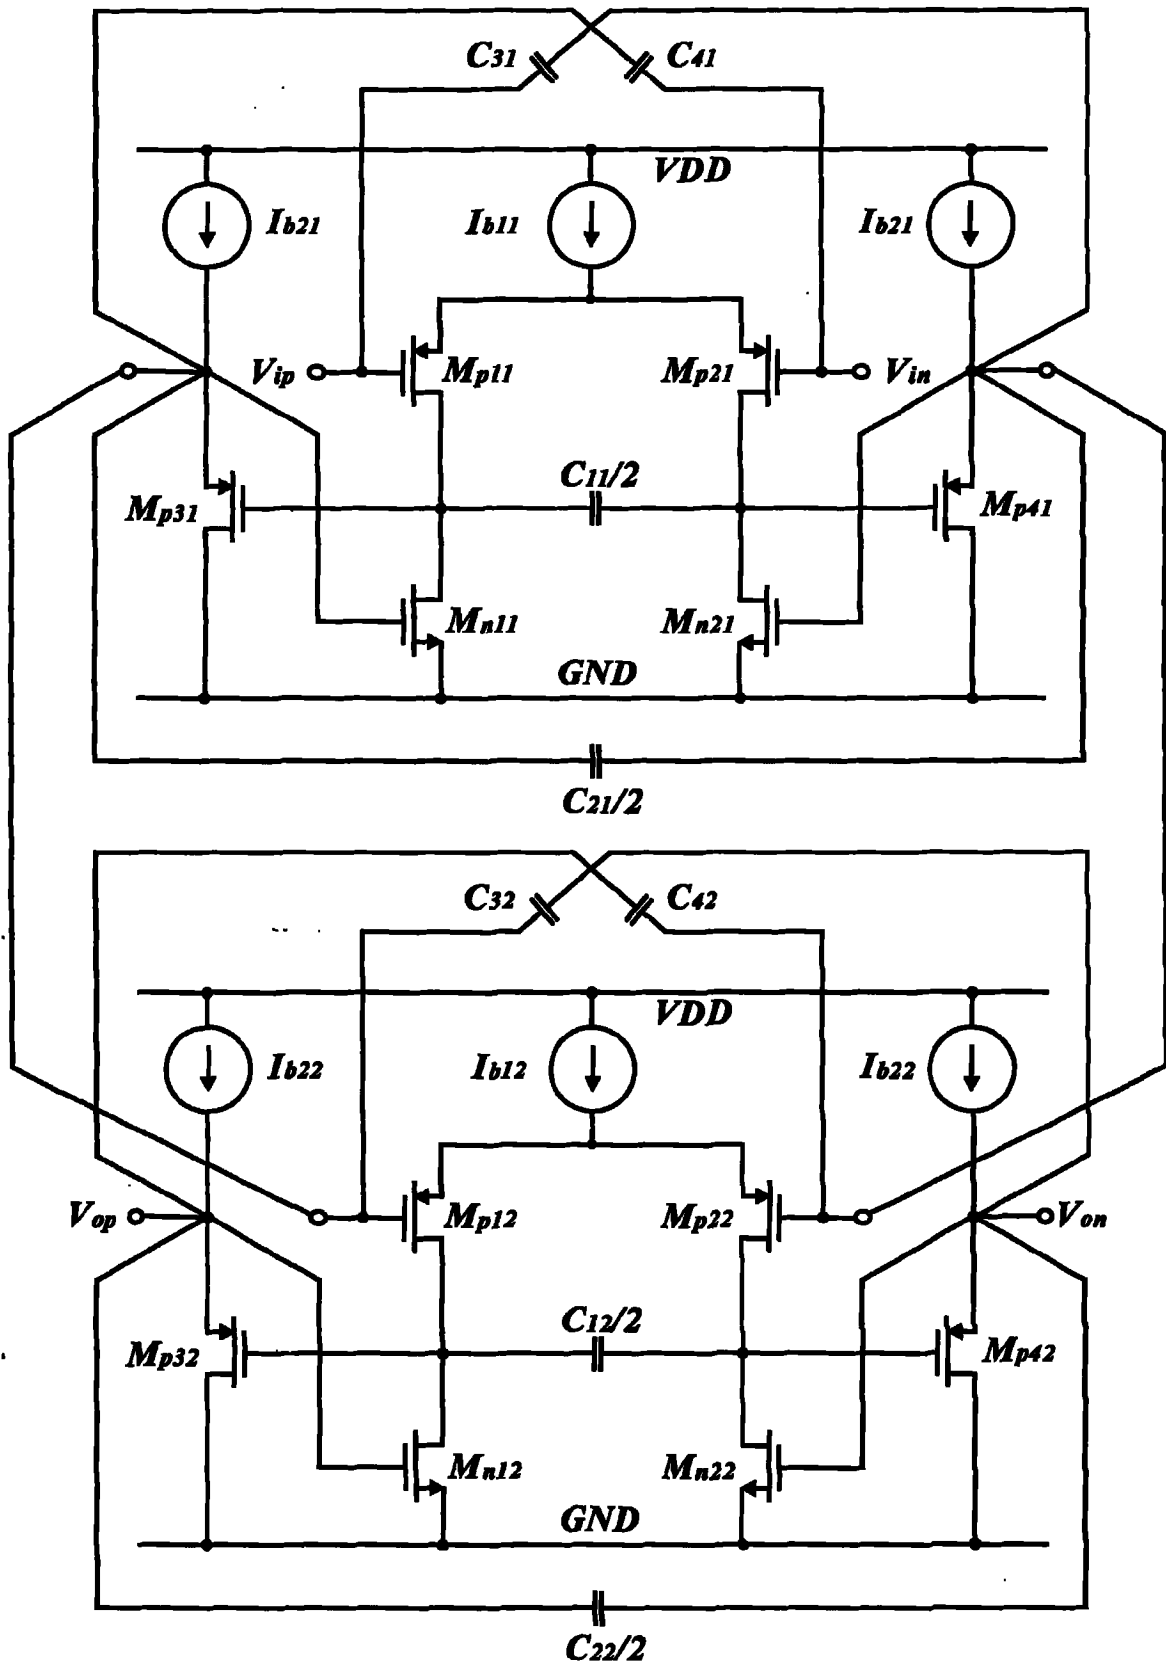 C31 C41
VDD
Ib21 Ib11 Ib21
Vip Mp11 Mp21 Vin
C11/2
Mp31 Mp41
Mn11 Mn21
GND
C21/2
C32 C42
VDD
Ib22 Ib12 Ib22
Vop Mp12 Mp22 Von
C12/2
Mp32 Mp42
Mn12 Mn22
GND
C22/2